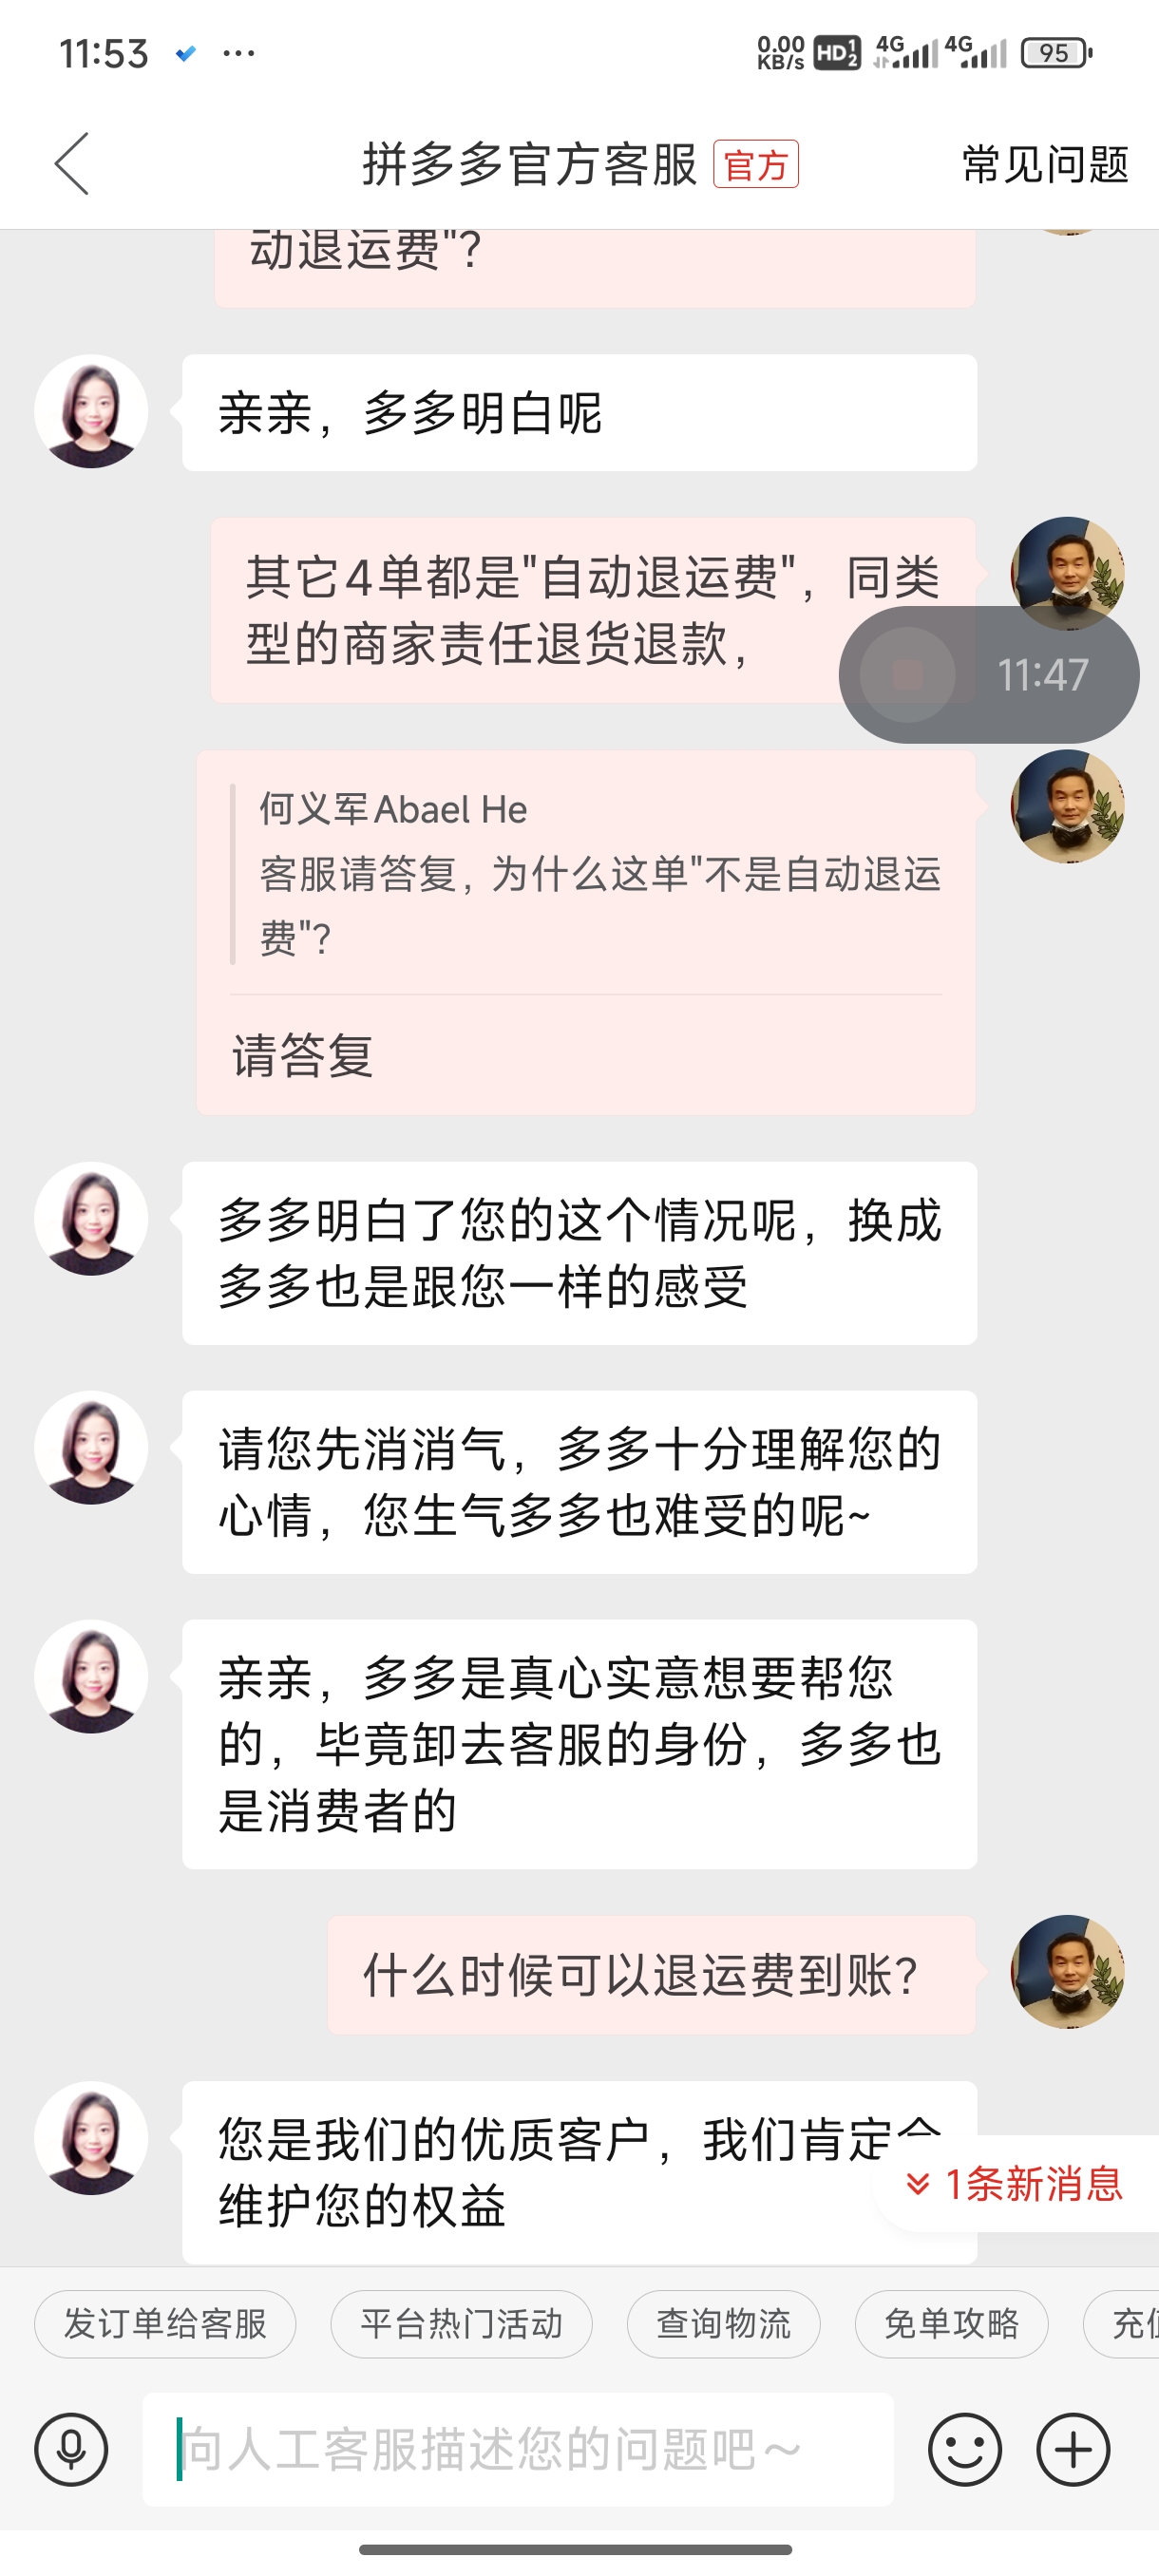 11:53
0.00
KB/s
HD 1 2
4G
4G
95
拼多多官方客服
官方
常见问题
动退运费"?
亲亲，多多明白呢
其它4单都是"自动退运费"，同类
型的商家责任退货退款，
11:47
何义军Abael He
客服请答复，为什么这单"不是自动退运
费"?
请答复
多多明白了您的这个情况呢，换成
多多也是跟您一样的感受
请您先消消气，多多十分理解您的
心情，您生气多多也难受的呢~
亲亲，多多是真心实意想要帮您
的，毕竟卸去客服的身份，多多也
是消费者的
什么时候可以退运费到账？
您是我们的优质客户，我们肯定会
维护您的权益
1条新消息
发订单给客服
平台热门活动
查询物流
免单攻略
充值
向人工客服描述您的问题吧～